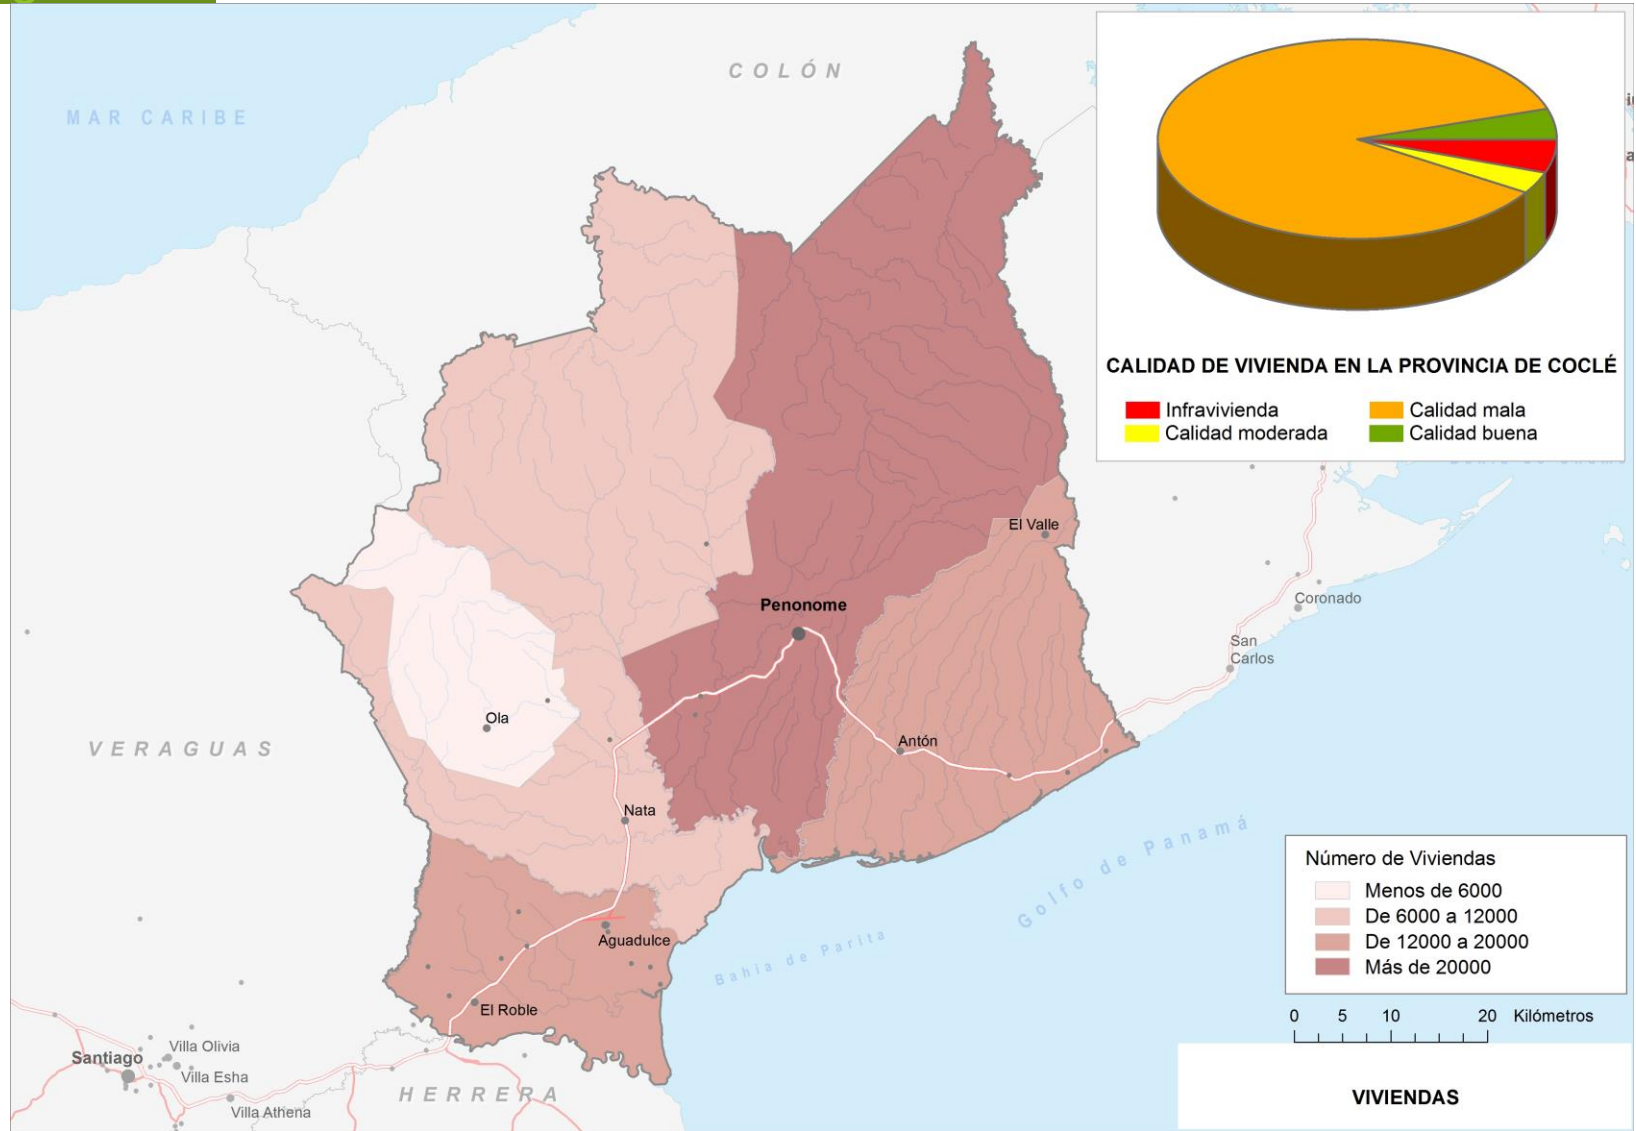 COLÓN
MAR CARIBE
CALIDAD DE VIVIENDA EN LA PROVINCIA DE COCLÉ
Infravivienda
Calidad mala
Calidad moderada
Calidad buena
El Valle
Penonome
Coronado
San
Carlos
Ola
VERAGUAS
Antón
Nata
Golfo de Panamá
Aguadulce
Bahia de Parita
El Roble
Número de Viviendas
Menos de 6000
De 6000 a 12000
De 12000 a 20000
Más de 20000
0 5 10 20 Kilómetros
Villa Olivia
Santiago
Villa Esha
HERRERA
Villa Athena
VIVIENDAS